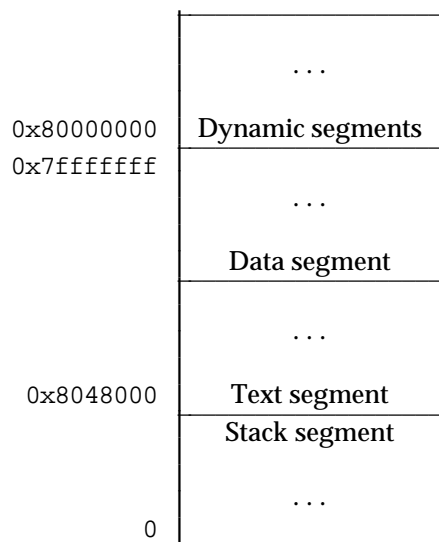 ...
0x80000000 Dynamic segments
0x7fffffff
...
Data segment
...
0x8048000 Text segment
Stack segment
...
0